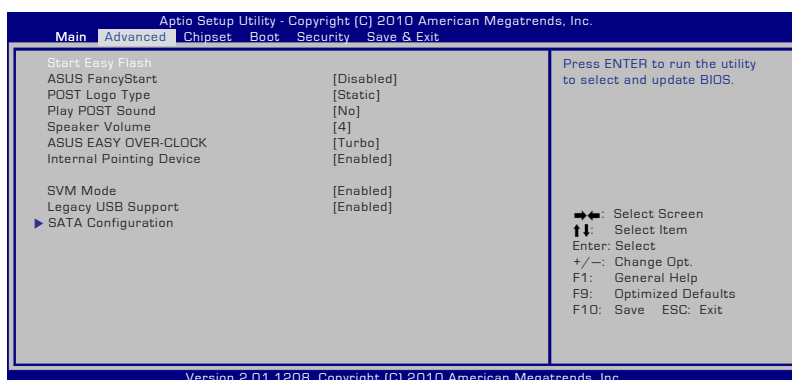 Aptio Setup Utility - Copyright (C) 2010 American Megatrends, Inc.
Main Advanced Chipset Boot Security Save & Exit
Start Easy Flash
ASUS FancyStart [Disabled]
POST Logo Type [Static]
Play POST Sound [No]
Speaker Volume [4]
ASUS EASY OVER-CLOCK [Turbo]
Internal Pointing Device [Enabled]
SVM Mode [Enabled]
Legacy USB Support [Enabled]
SATA Configuration
Press ENTER to run the utility
to select and update BIOS.
→←: Select Screen
↑↓: Select Item
Enter: Select
+/—: Change Opt.
F1: General Help
F9: Optimized Defaults
F10: Save ESC: Exit
Version 2.01.1208. Copyright (C) 2010 American Megatrends, Inc.